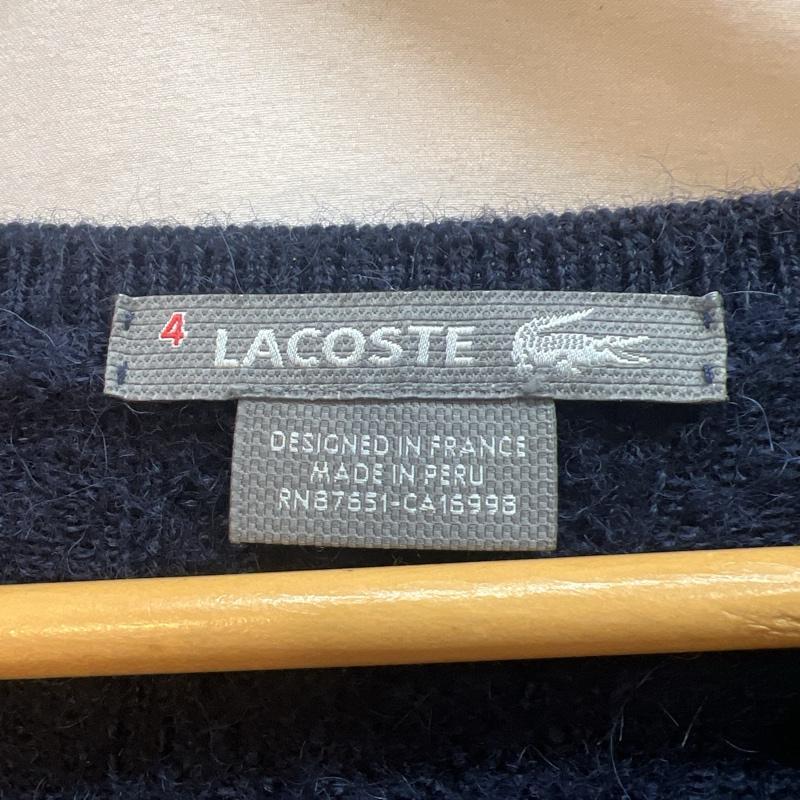 4 LACOSTE
DESIGNED IN FRANCE
MADE IN PERU
RN87651-CA16998